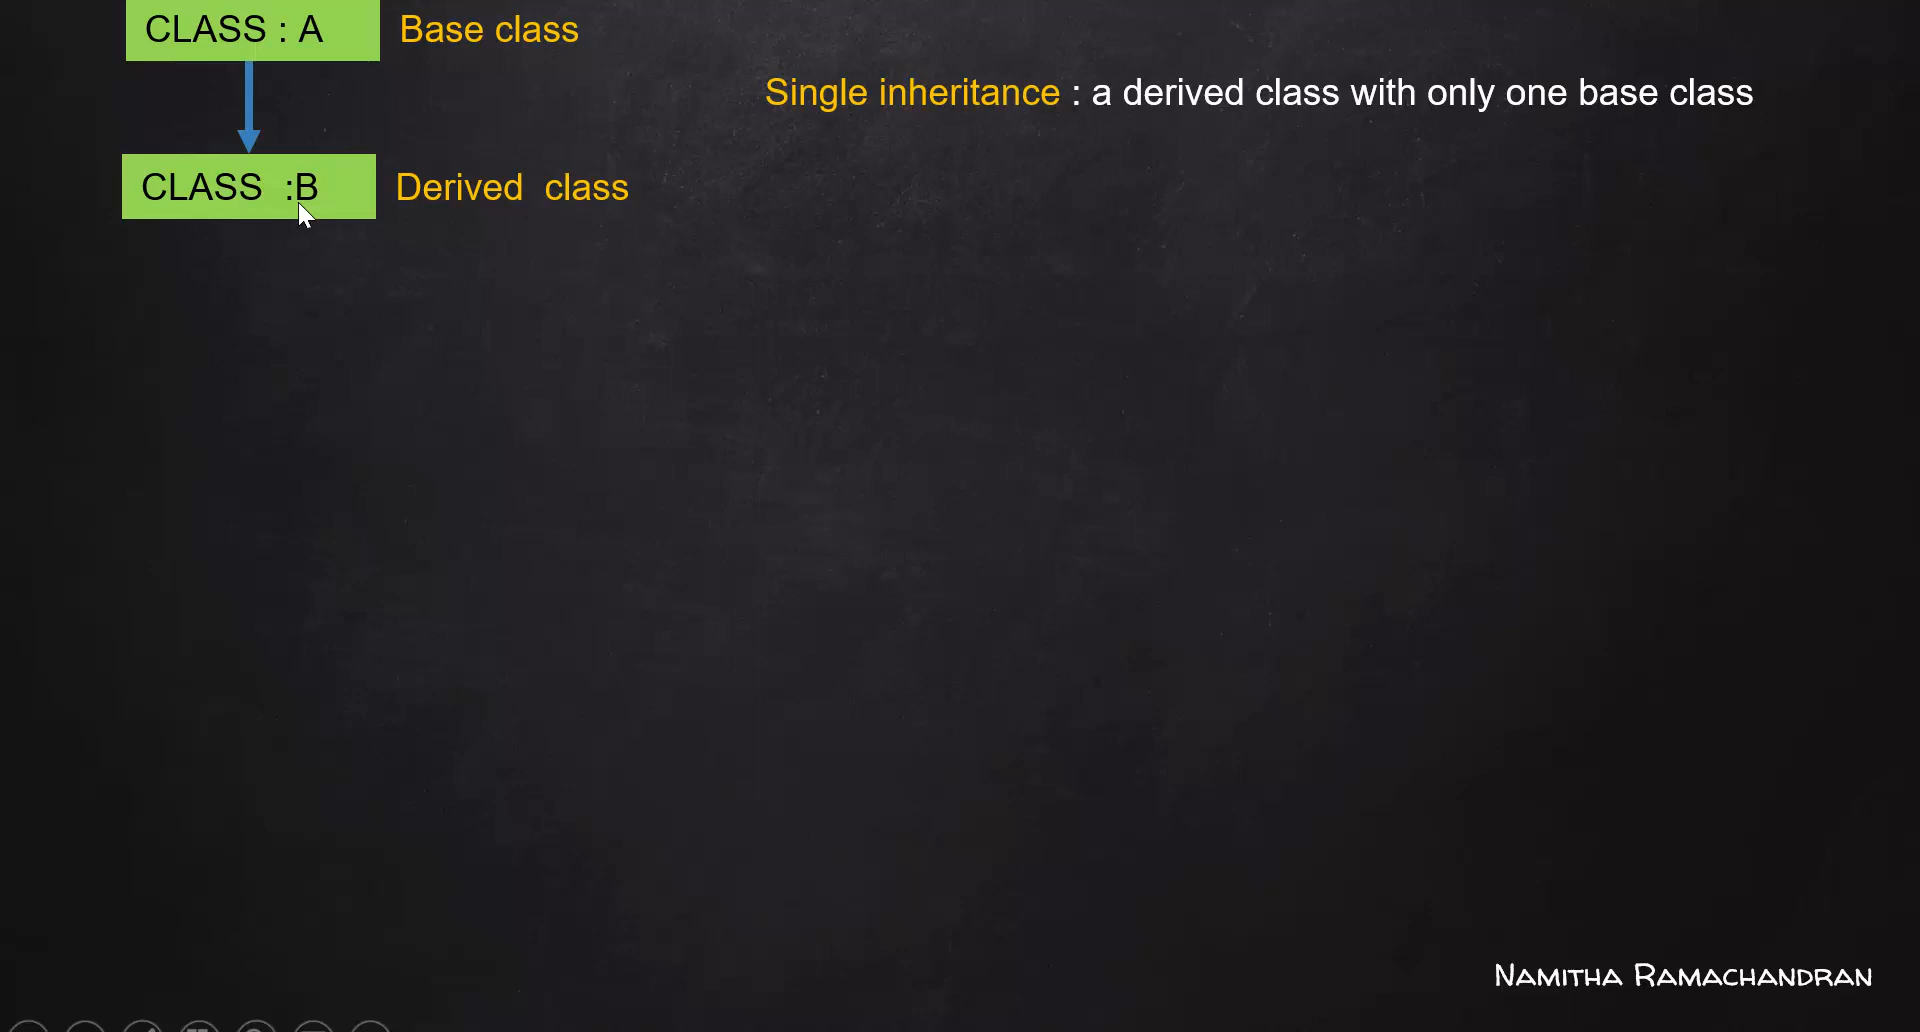 CLASS : A
Base class
Single inheritance : a derived class with only one base class
CLASS :B
Derived class
Namitha Ramachandran